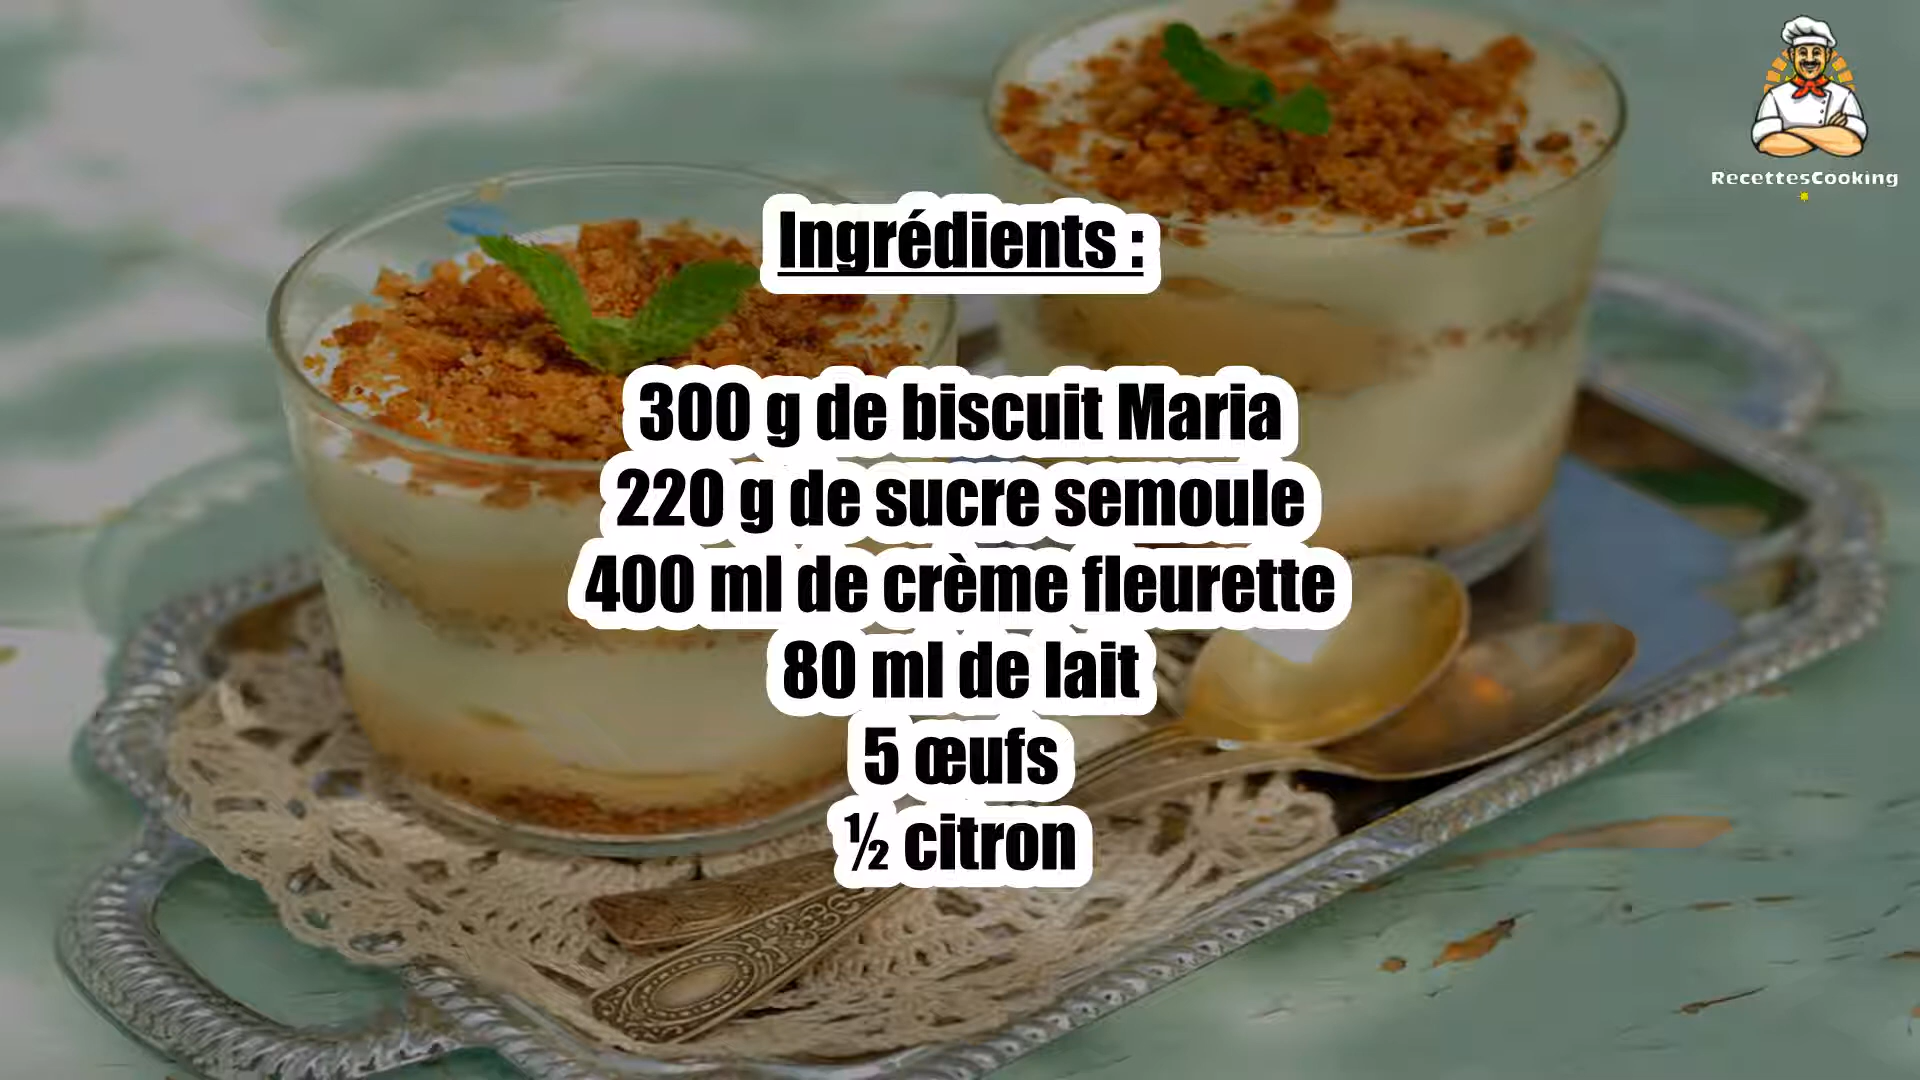 RecettesCooking
Ingrédients :
300 g de biscuit Maria
220 g de sucre semoule
400 ml de crème fleurette
80 ml de lait
5 œufs
½ citron